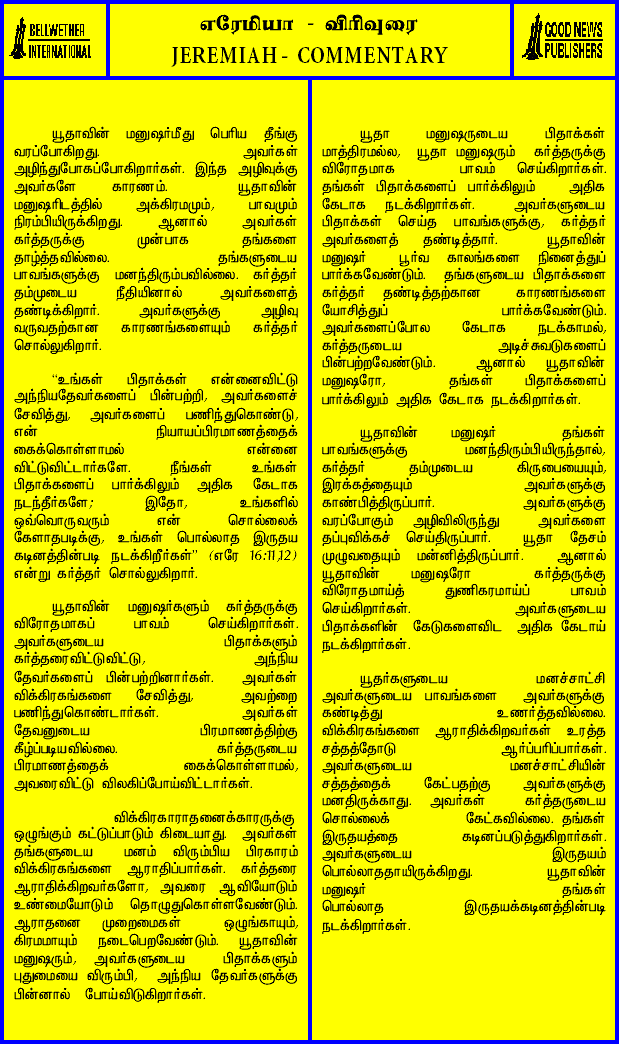 BELLWETHER
INTERNATIONAL
எரேமியா - விரிவுரை
JEREMIAH - COMMENTARY
GOOD NEWS
PUBLISHERS
யூதாவின் மனுஷர்மீது பெரிய தீங்கு
வரப்போகிறது. அவர்கள்
அழிந்துபோகப்போகிறார்கள். இந்த அழிவுக்கு
அவர்களே காரணம். யூதாவின்
மனுஷரிடத்தில் அக்கிரமமும், பாவமும்
நிரம்பியிருக்கிறது. ஆனால் அவர்கள்
கர்த்தருக்கு முன்பாக தங்களை
தாழ்த்தவில்லை. தங்களுடைய
பாவங்களுக்கு மனந்திரும்பவில்லை. கர்த்தர்
தம்முடைய நீதியினால் அவர்களைத்
தண்டிக்கிறார். அவர்களுக்கு அழிவு
வருவதற்கான காரணங்களையும் கர்த்தர்
சொல்லுகிறார்.
"உங்கள் பிதாக்கள் என்னைவிட்டு
அந்நியதேவர்களைப் பின்பற்றி, அவர்களைச்
சேவித்து, அவர்களைப் பணிந்துகொண்டு,
என் நியாயப்பிரமாணத்தைக்
கைக்கொள்ளாமல் என்னை
விட்டுவிட்டார்களே. நீங்கள் உங்கள்
பிதாக்களைப் பார்க்கிலும் அதிக கேடாக
நடந்தீர்களே; இதோ, உங்களில்
ஒவ்வொருவரும் என் சொல்லைக்
கேளாதபடிக்கு, உங்கள் பொல்லாத இருதய
கடினத்தின்படி நடக்கிறீர்கள்" (எரே 16:11,12)
என்று கர்த்தர் சொல்லுகிறார்.
யூதாவின் மனுஷர்களும் கர்த்தருக்கு
விரோதமாகப் பாவம் செய்கிறார்கள்.
அவர்களுடைய பிதாக்களும்
கர்த்தரைவிட்டுவிட்டு, அந்நிய
தேவர்களைப் பின்பற்றினார்கள். அவர்கள்
விக்கிரகங்களை சேவித்து, அவற்றை
பணிந்துகொண்டார்கள். அவர்கள்
தேவனுடைய பிரமாணத்திற்கு
கீழ்ப்படியவில்லை. கர்த்தருடைய
பிரமாணத்தைக் கைக்கொள்ளாமல்,
அவரைவிட்டு விலகிப்போய்விட்டார்கள்.
விக்கிரகாராதனைக்காரருக்கு
ஒழுங்கும் கட்டுப்பாடும் கிடையாது. அவர்கள்
தங்களுடைய மனம் விரும்பிய பிரகாரம்
விக்கிரகங்களை ஆராதிப்பார்கள். கர்த்தரை
ஆராதிக்கிறவர்களோ, அவரை ஆவியோடும்
உண்மையோடும் தொழுதுகொள்ளவேண்டும்.
ஆராதனை முறைமைகள் ஒழுங்காயும்,
கிரமமாயும் நடைபெறவேண்டும். யூதாவின்
மனுஷரும், அவர்களுடைய பிதாக்களும்
புதுமையை விரும்பி, அந்நிய தேவர்களுக்கு
பின்னால் போய்விடுகிறார்கள்.
யூதா மனுஷருடைய பிதாக்கள்
மாத்திரமல்ல, யூதா மனுஷரும் கர்த்தருக்கு
விரோதமாக பாவம் செய்கிறார்கள்.
தங்கள் பிதாக்களைப் பார்க்கிலும் அதிக
கேடாக நடக்கிறார்கள். அவர்களுடைய
பிதாக்கள் செய்த பாவங்களுக்கு, கர்த்தர்
அவர்களைத் தண்டித்தார். யூதாவின்
மனுஷர் பூர்வ காலங்களை நினைத்துப்
பார்க்கவேண்டும். தங்களுடைய பிதாக்களை
கர்த்தர் தண்டித்தற்கான காரணங்களை
யோசித்துப் பார்க்கவேண்டும்.
அவர்களைப்போல கேடாக நடக்காமல்,
கர்த்தருடைய அடிச்சுவடுகளைப்
பின்பற்றவேண்டும். ஆனால் யூதாவின்
மனுஷரோ, தங்கள் பிதாக்களைப்
பார்க்கிலும் அதிக கேடாக நடக்கிறார்கள்.
யூதாவின் மனுஷர் தங்கள்
பாவங்களுக்கு மனந்திரும்பியிருந்தால்,
கர்த்தர் தம்முடைய கிருபையையும்,
இரக்கத்தையும் அவர்களுக்கு
காண்பித்திருப்பார். அவர்களுக்கு
வரப்போகும் அழிவிலிருந்து அவர்களை
தப்புவிக்கச் செய்திருப்பார். யூதா தேசம்
முழுவதையும் மன்னித்திருப்பார். ஆனால்
யூதாவின் மனுஷரோ கர்த்தருக்கு
விரோதமாய்த் துணிகரமாய்ப் பாவம்
செய்கிறார்கள். அவர்களுடைய
பிதாக்களின் கேடுகளைவிட அதிக கேடாய்
நடக்கிறார்கள்.
யூதர்களுடைய மனச்சாட்சி
அவர்களுடைய பாவங்களை அவர்களுக்கு
கண்டித்து உணர்த்தவில்லை.
விக்கிரகங்களை ஆராதிக்கிறவர்கள் உரத்த
சத்தத்தோடு ஆர்ப்பரிப்பார்கள்.
அவர்களுடைய மனச்சாட்சியின்
சத்தத்தைக் கேட்பதற்கு அவர்களுக்கு
மனதிருக்காது. அவர்கள் கர்த்தருடைய
சொல்லைக் கேட்கவில்லை. தங்கள்
இருதயத்தை கடினப்படுத்துகிறார்கள்.
அவர்களுடைய இருதயம்
பொல்லாததாயிருக்கிறது. யூதாவின்
மனுஷர் தங்கள்
பொல்லாத இருதயக்கடினத்தின்படி
நடக்கிறார்கள்.